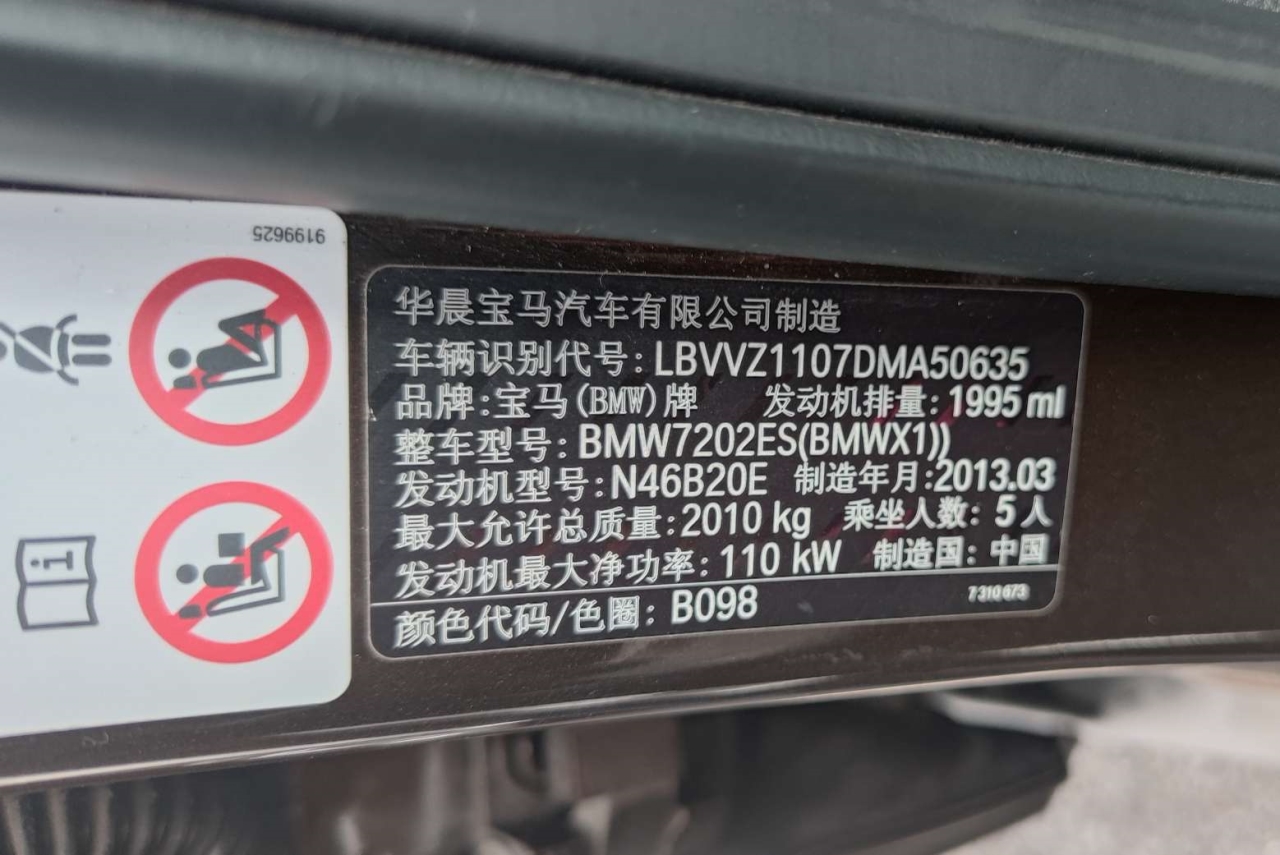 9199625
华晨宝马汽车有限公司制造
车辆识别代号: LBVVZ1107DMA50635
品牌:宝马(BMW)牌 发动机排量: 1995 ml
整车型号: BMW7202ES(BMWX1))
发动机型号: N46B20E 制造年月:2013.03
最大允许总质量: 2010 kg 乘坐人数: 5人
发动机最大净功率: 110 kW 制造国: 中国
颜色代码/色圈: B098
7310673